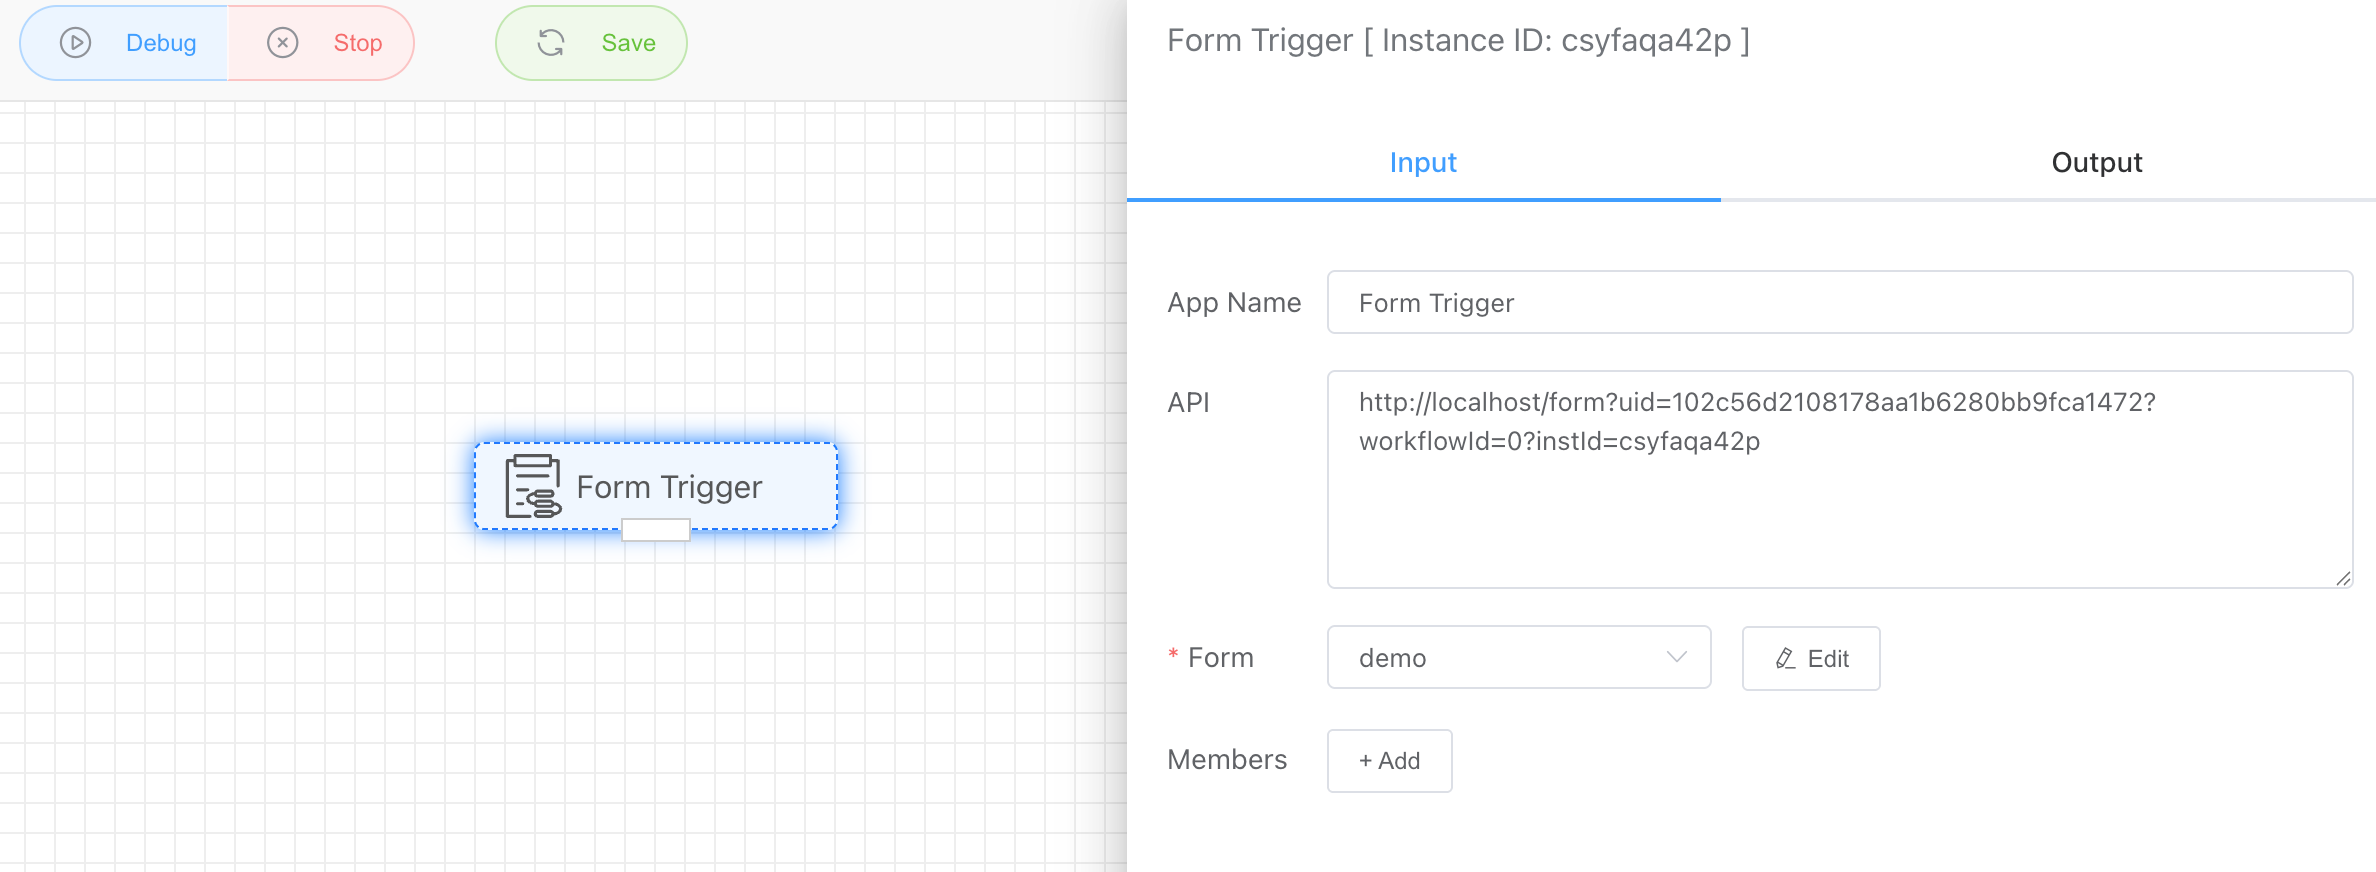 Debug
Stop
Save
Form Trigger
Form Trigger [ Instance ID: csyfaqa42p ]
Input
Output
App Name
Form Trigger
API
http://localhost/form?uid=102c56d2108178aa1b6280bb9fca1472?
workflowId=0?instId=csyfaqa42p
* Form
demo
Edit
Members
+ Add